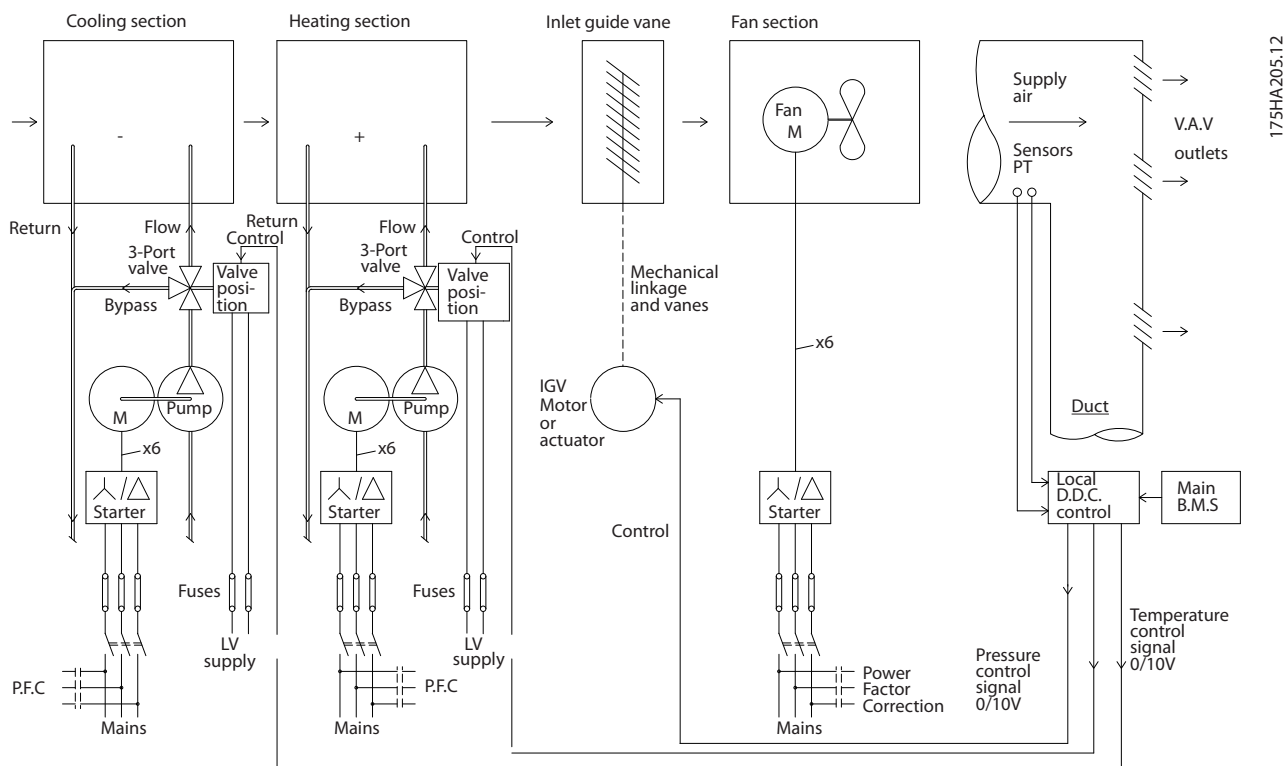 Cooling section
Heating section
Inlet guide vane
Fan section
175HA205.12
-
+
Fan
M
Supply
air
Sensors
PT
V.A.V
outlets
Return
Flow
3-Port
valve
Bypass
Control
Valve
posi-
tion
Return
Flow
3-Port
valve
Bypass
Control
Valve
posi-
tion
Mechanical
linkage
and vanes
x6
M
Pump
x6
M
Pump
x6
IGV
Motor
or
actuator
Duct
Starter
Starter
Starter
Local
D.D.C.
control
Main
B.M.S
Control
Fuses
Fuses
LV
supply
LV
supply
Temperature
control
signal
0/10V
Pressure
control
signal
0/10V
P.F.C
P.F.C
Power
Factor
Correction
Mains
Mains
Mains